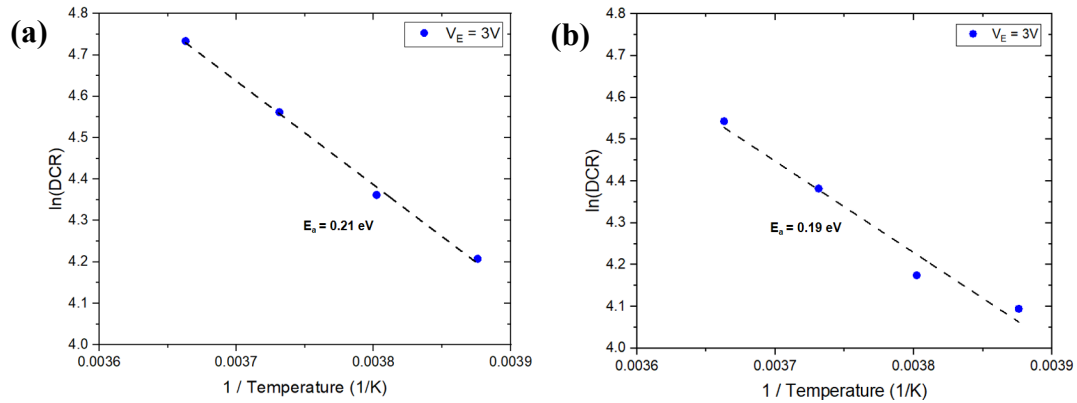 (a)
4.8
4.7
4.6
4.5
4.4
4.3
4.2
4.1
4.0
ln(DCR)
V_E = 3V
E_a = 0.21 eV
0.0036 0.0037 0.0038 0.0039
1 / Temperature (1/K)
(b)
4.8
4.7
4.6
4.5
4.4
4.3
4.2
4.1
4.0
ln(DCR)
V_E = 3V
E_a = 0.19 eV
0.0036 0.0037 0.0038 0.0039
1 / Temperature (1/K)